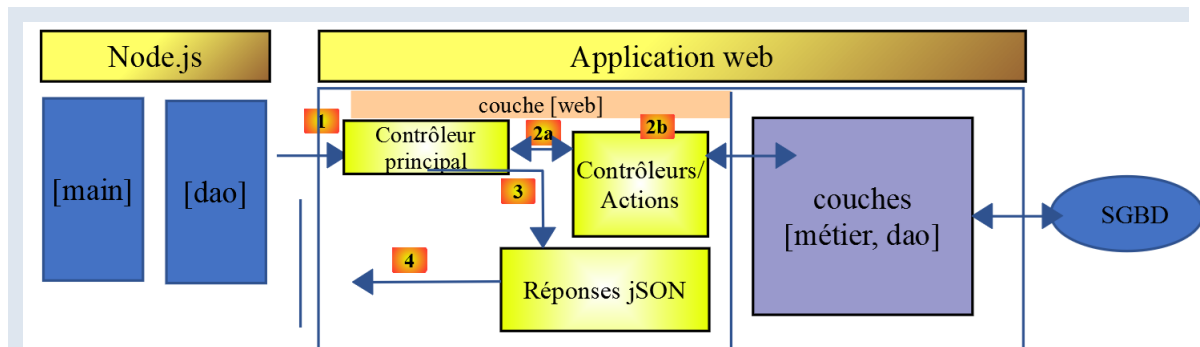 Node.js
Application web
couche [web]
1
Contrôleur
principal
2a
2b
Contrôleurs/
Actions
[main]
[dao]
3
couches
[métier, dao]
SGBD
4
Réponses jSON